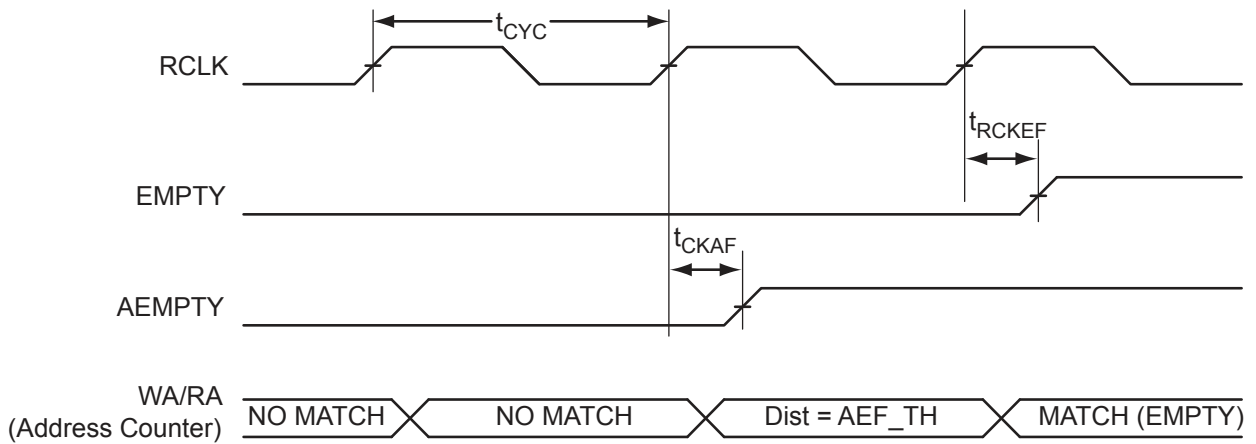 tCYC
RCLK
tRCKEF
EMPTY
tCKAF
AEMPTY
WA/RA
(Address Counter)
NO MATCH
NO MATCH
Dist = AEF_TH
MATCH (EMPTY)